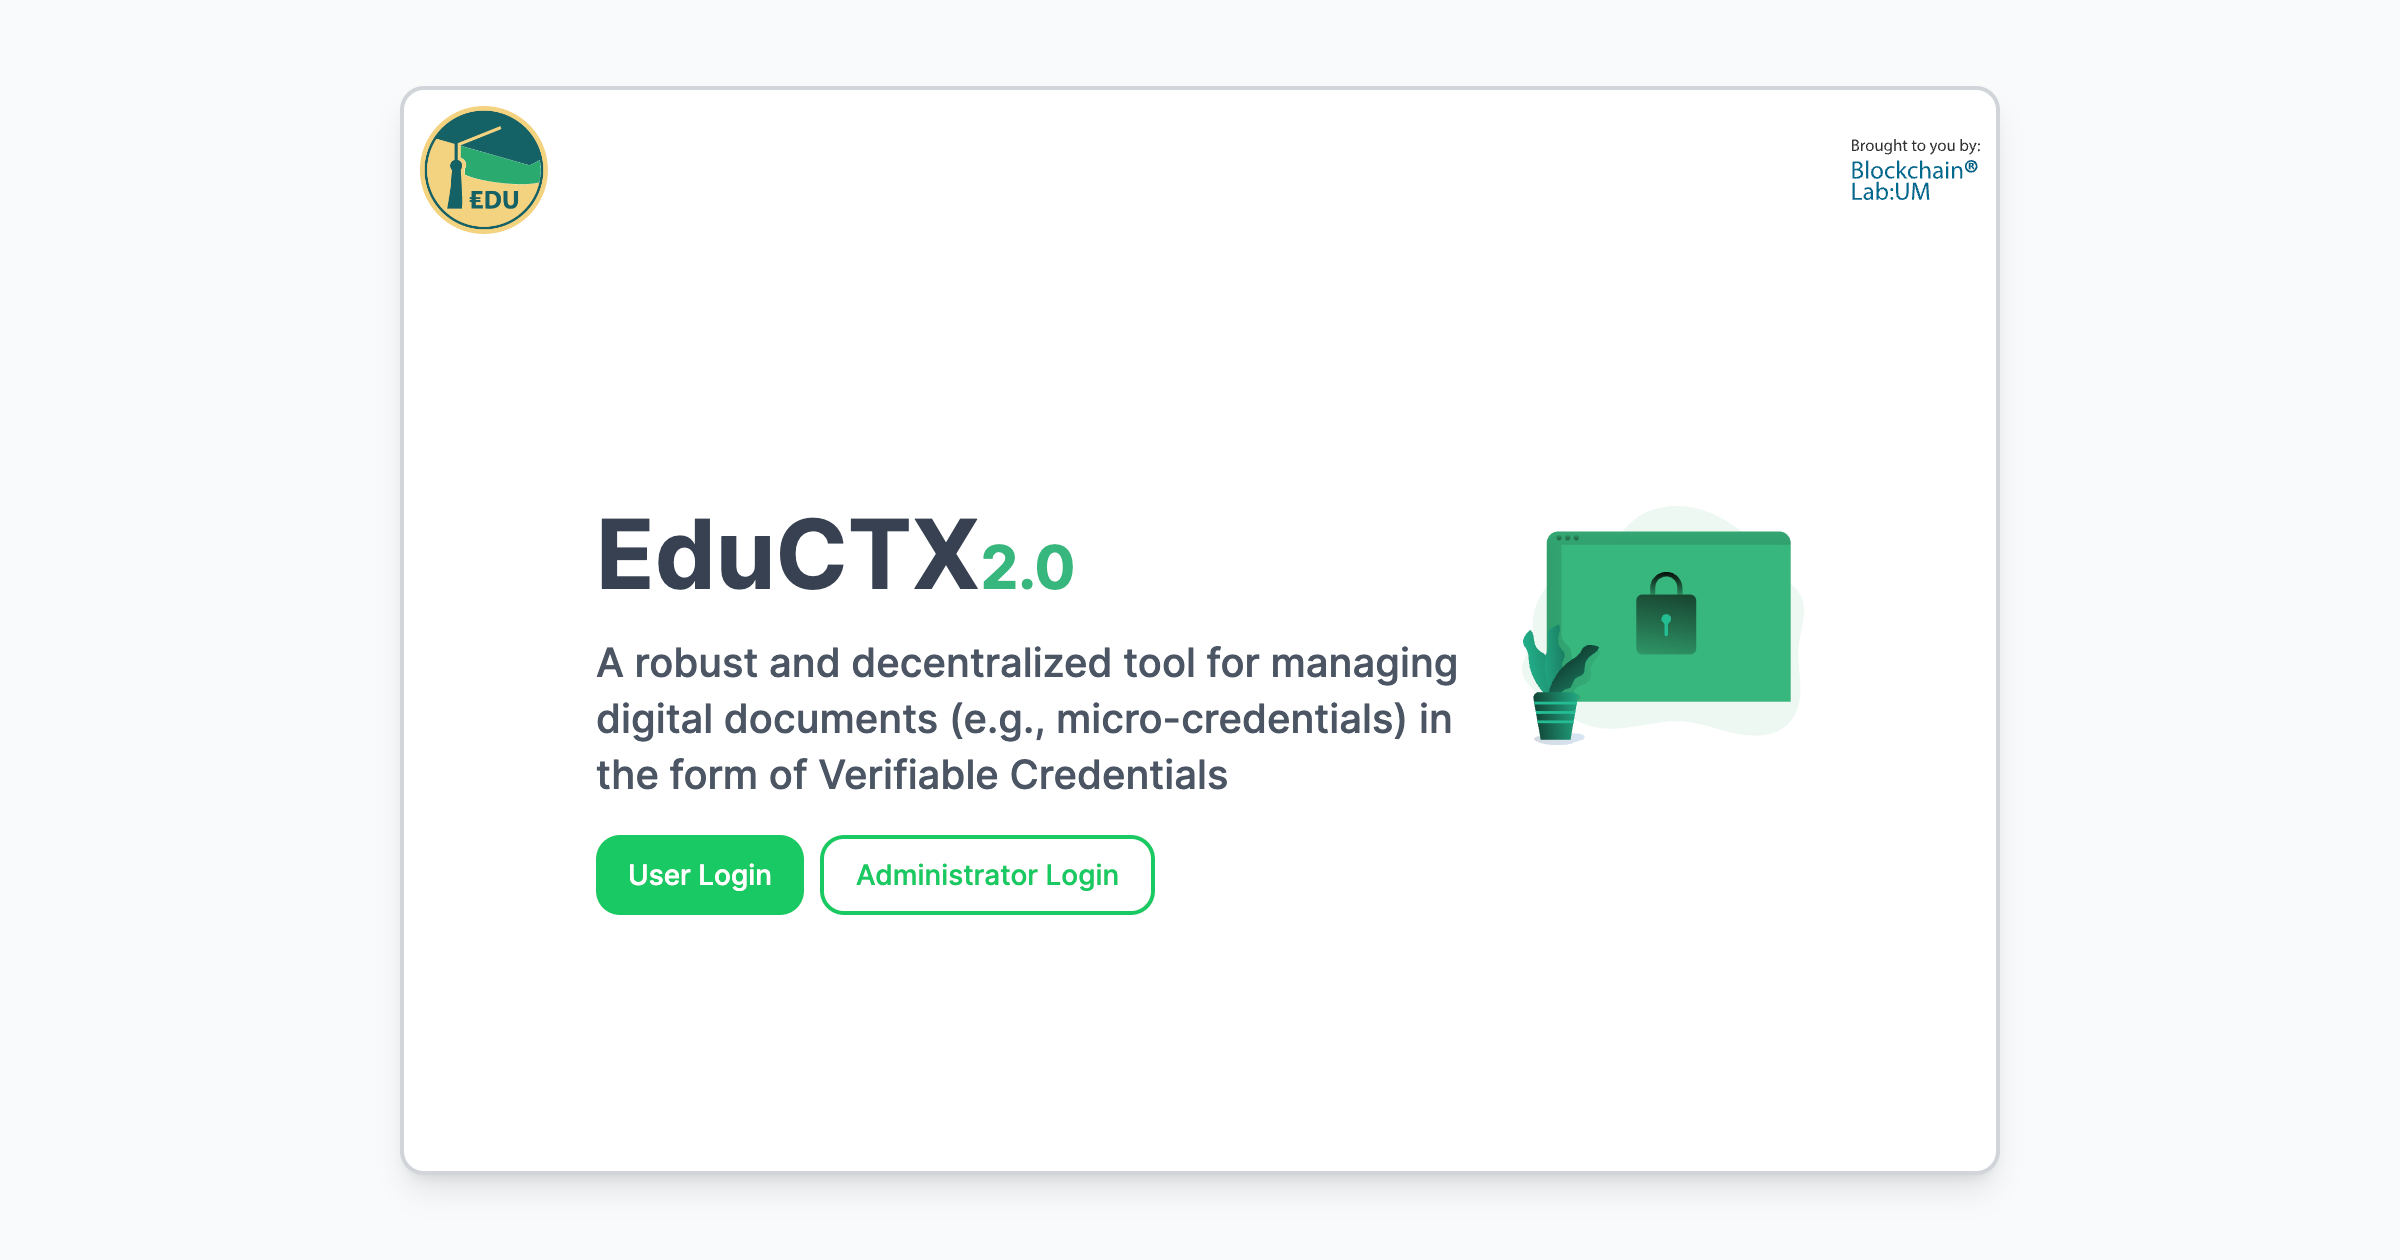 EDU
Brought to you by:
Blockchain®
Lab:UM
EduCTX2.0
A robust and decentralized tool for managing
digital documents (e.g., micro-credentials) in
the form of Verifiable Credentials
User Login
Administrator Login